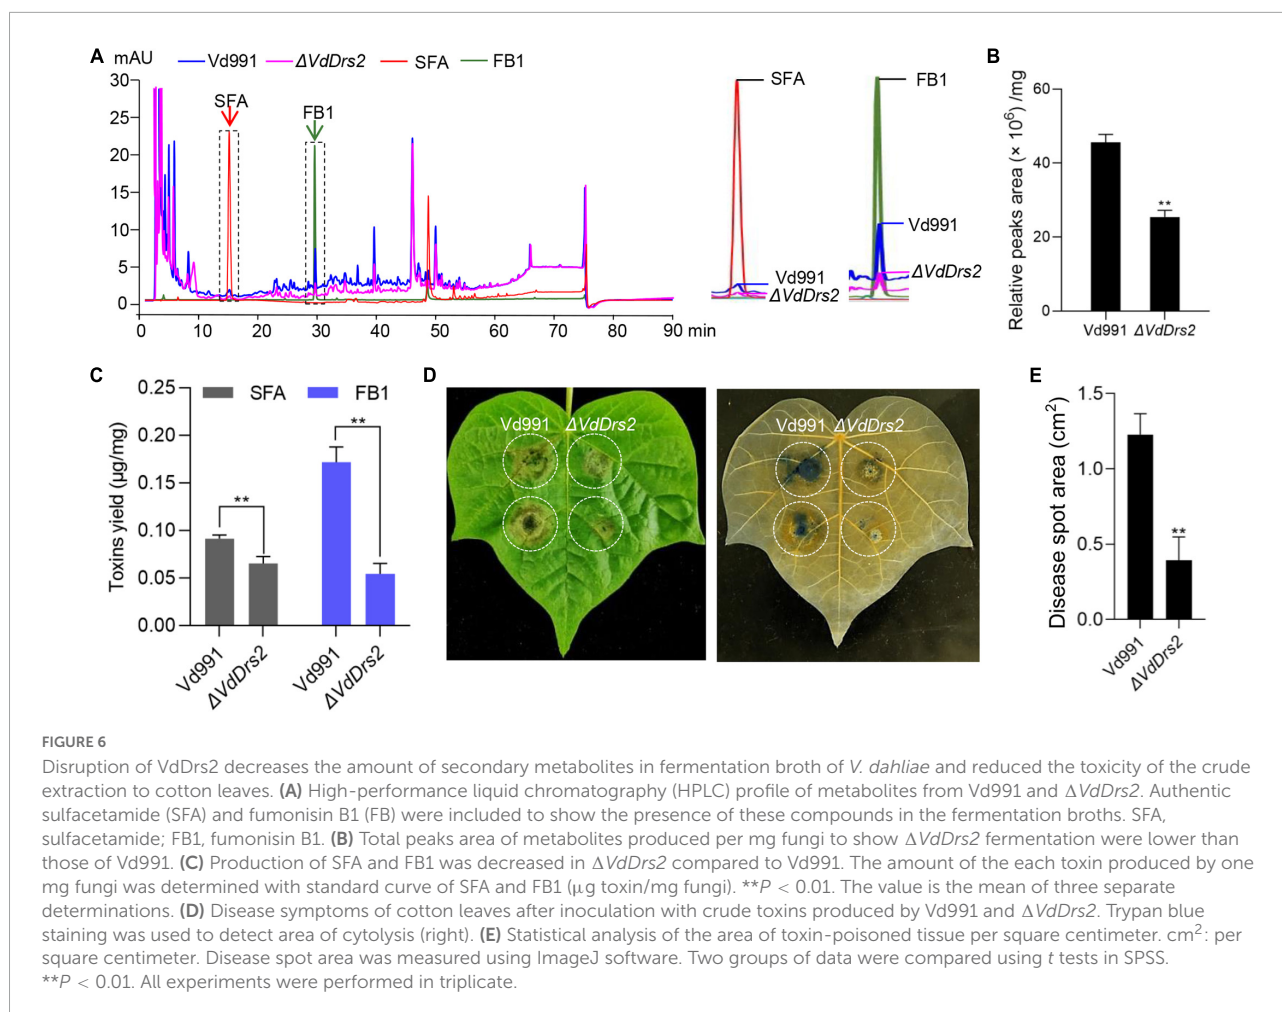 A mAU Vd991 ΔVdDrs2 SFA FB1
30
25
20
15
10
5
0
SFA
FB1
0 10 20 30 40 50 60 70 80 90 min
SFA
Vd991
ΔVdDrs2
FB1
Vd991
ΔVdDrs2
B
Relative peaks area (× 10⁶) /mg
60
40
20
0
**
Vd991 ΔVdDrs2
C
Toxins yield (µg/mg)
0.25
0.20
0.15
0.10
0.05
0.00
SFA FB1
**
**
Vd991
ΔVdDrs2
Vd991
ΔVdDrs2
D
Vd991 ΔVdDrs2
Vd991 ΔVdDrs2
E
Disease spot area (cm²)
1.5
1.0
0.5
0.0
**
Vd991
ΔVdDrs2
FIGURE 6
Disruption of VdDrs2 decreases the amount of secondary metabolites in fermentation broth of V. dahliae and reduced the toxicity of the crude
extraction to cotton leaves. (A) High-performance liquid chromatography (HPLC) profile of metabolites from Vd991 and ΔVdDrs2. Authentic
sulfacetamide (SFA) and fumonisin B1 (FB) were included to show the presence of these compounds in the fermentation broths. SFA,
sulfacetamide; FB1, fumonisin B1. (B) Total peaks area of metabolites produced per mg fungi to show ΔVdDrs2 fermentation were lower than
those of Vd991. (C) Production of SFA and FB1 was decreased in ΔVdDrs2 compared to Vd991. The amount of the each toxin produced by one
mg fungi was determined with standard curve of SFA and FB1 (µg toxin/mg fungi). **P < 0.01. The value is the mean of three separate
determinations. (D) Disease symptoms of cotton leaves after inoculation with crude toxins produced by Vd991 and ΔVdDrs2. Trypan blue
staining was used to detect area of cytolysis (right). (E) Statistical analysis of the area of toxin-poisoned tissue per square centimeter. cm²: per
square centimeter. Disease spot area was measured using ImageJ software. Two groups of data were compared using t tests in SPSS.
**P < 0.01. All experiments were performed in triplicate.